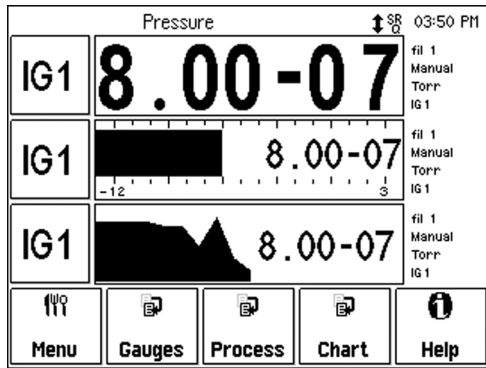 Pressure SRQ 03:50 PM
IG1 8.00-07 fil 1
Manual
Torr
IG1
IG1 8.00-07 fil 1
Manual
Torr
IG1
-12 3
IG1 8.00-07 fil 1
Manual
Torr
IG1
Menu Gauges Process Chart Help